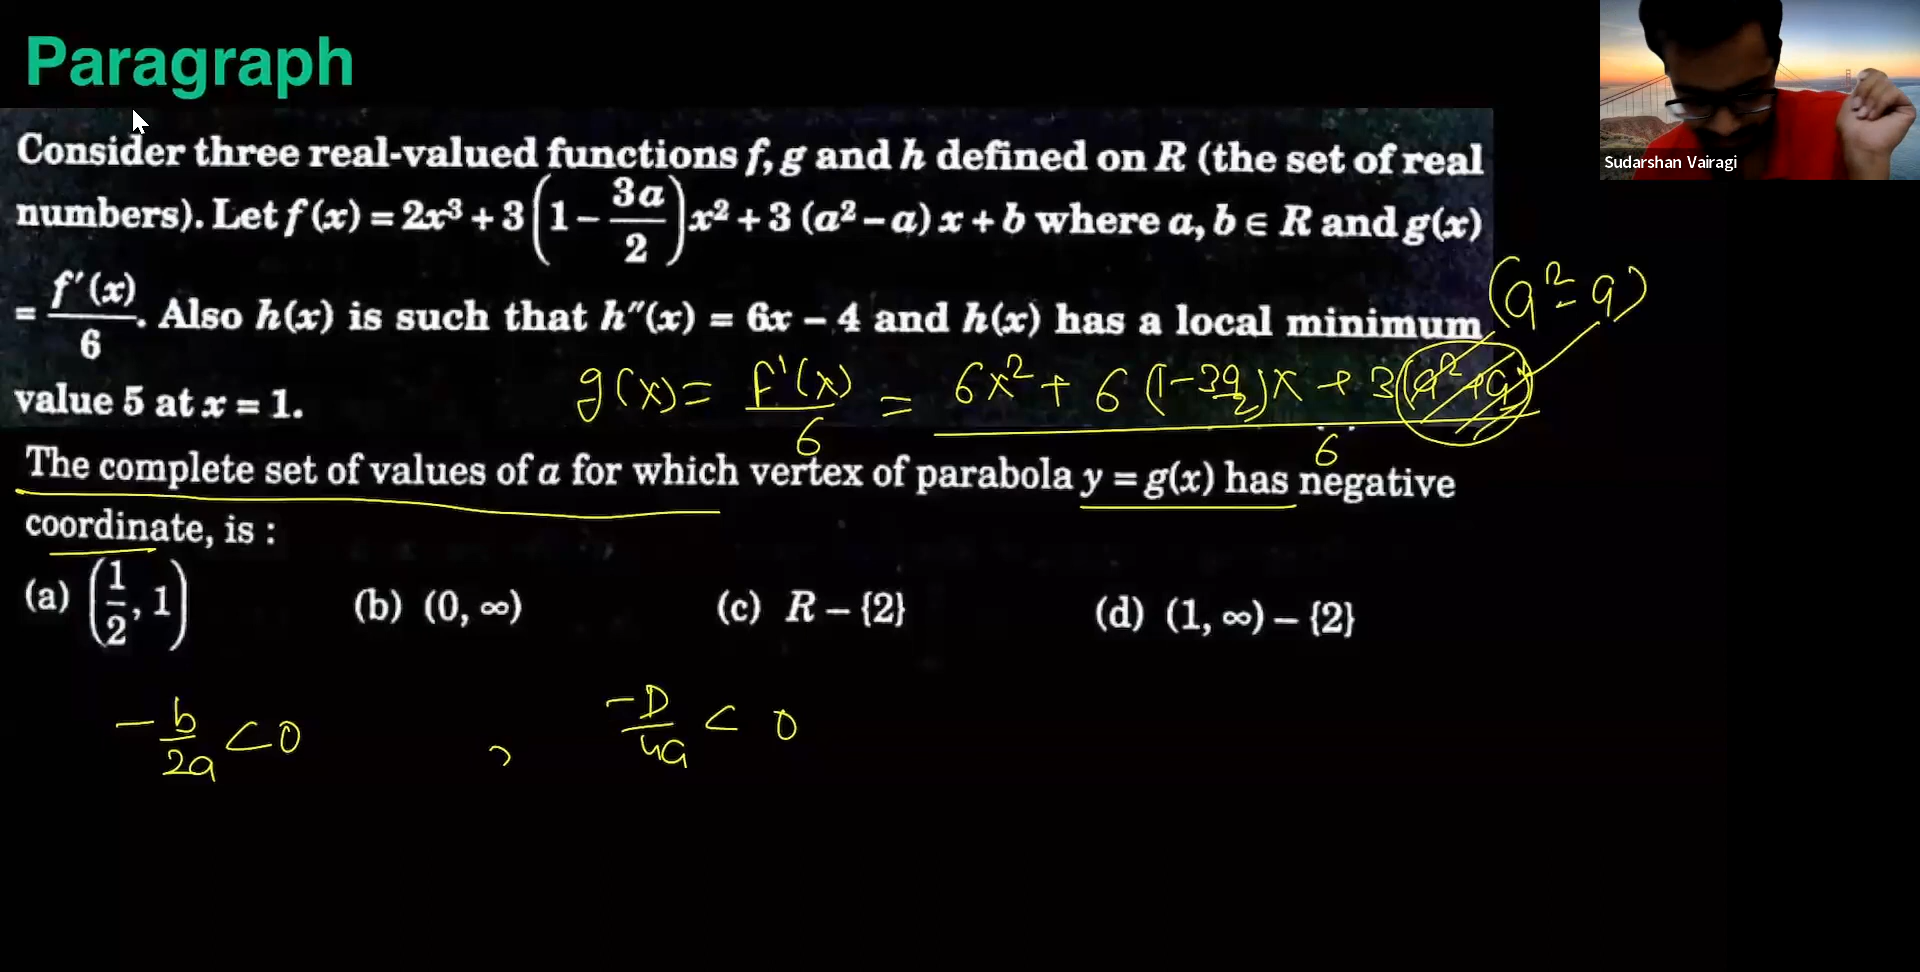 Paragraph
Sudarshan Vairagi
Consider three real-valued functions f, g and h defined on R (the set of real
numbers). Let f (x) = 2x³ + 3(1 − 3a/2)x² + 3 (a² − a) x + b where a, b ∈ R and g(x)
= f′(x)/6. Also h(x) is such that h″(x) = 6x − 4 and h(x) has a local minimum
(a² − a)
value 5 at x = 1.
g(x) = f'(x)/6 = 6x² + 6(1 − 3a/2)x + 3(a² + a)/6
The complete set of values of a for which vertex of parabola y = g(x) has negative
coordinate, is :
(a) (1/2, 1) (b) (0, ∞) (c) R − {2} (d) (1, ∞) − {2}
−b/2a < 0 , −D/4a < 0